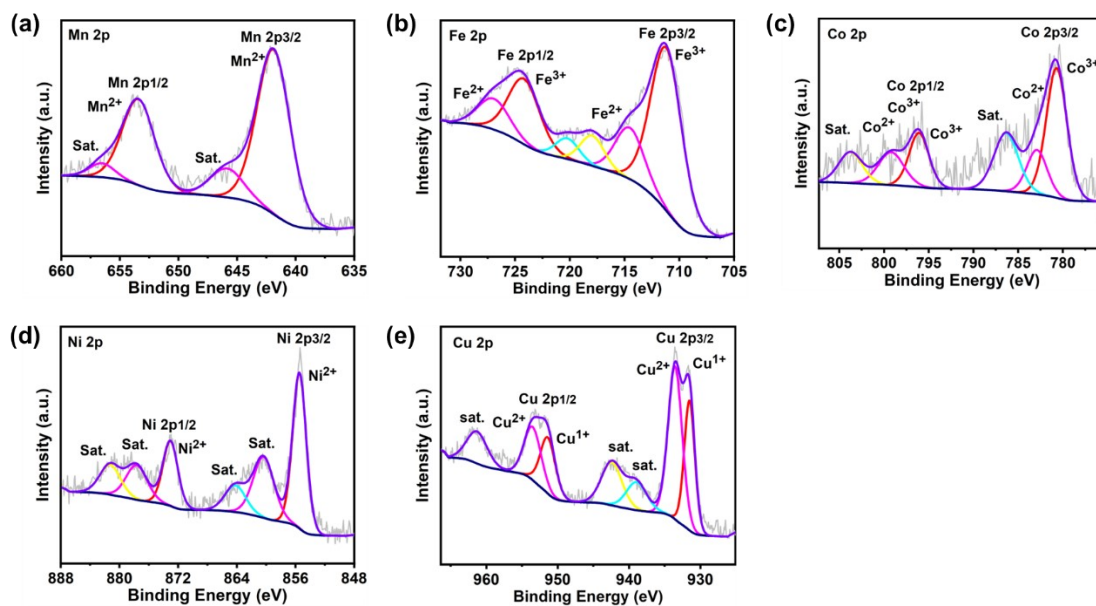 (a)
Mn 2p
Mn 2p3/2
Mn2+
Mn 2p1/2
Mn2+
Sat.
Sat.
Intensity (a.u.)
660 655 650 645 640 635
Binding Energy (eV)
(b)
Fe 2p
Fe 2p3/2
Fe3+
Fe 2p1/2
Fe3+
Fe2+
Fe2+
Intensity (a.u.)
730 725 720 715 710 705
Binding Energy (eV)
(c)
Co 2p
Co 2p3/2
Co3+
Co2+
Co 2p1/2
Co3+
Co2+
Co3+
Sat.
Sat.
Intensity (a.u.)
805 800 795 790 785 780
Binding Energy (eV)
(d)
Ni 2p
Ni 2p3/2
Ni2+
Ni 2p1/2
Ni2+
Sat.
Sat.
Sat.
Sat.
Intensity (a.u.)
888 880 872 864 856 848
Binding Energy (eV)
(e)
Cu 2p
Cu 2p3/2
Cu2+
Cu1+
Cu 2p1/2
Cu2+
Cu1+
sat.
sat.
sat.
Intensity (a.u.)
960 950 940 930
Binding Energy (eV)